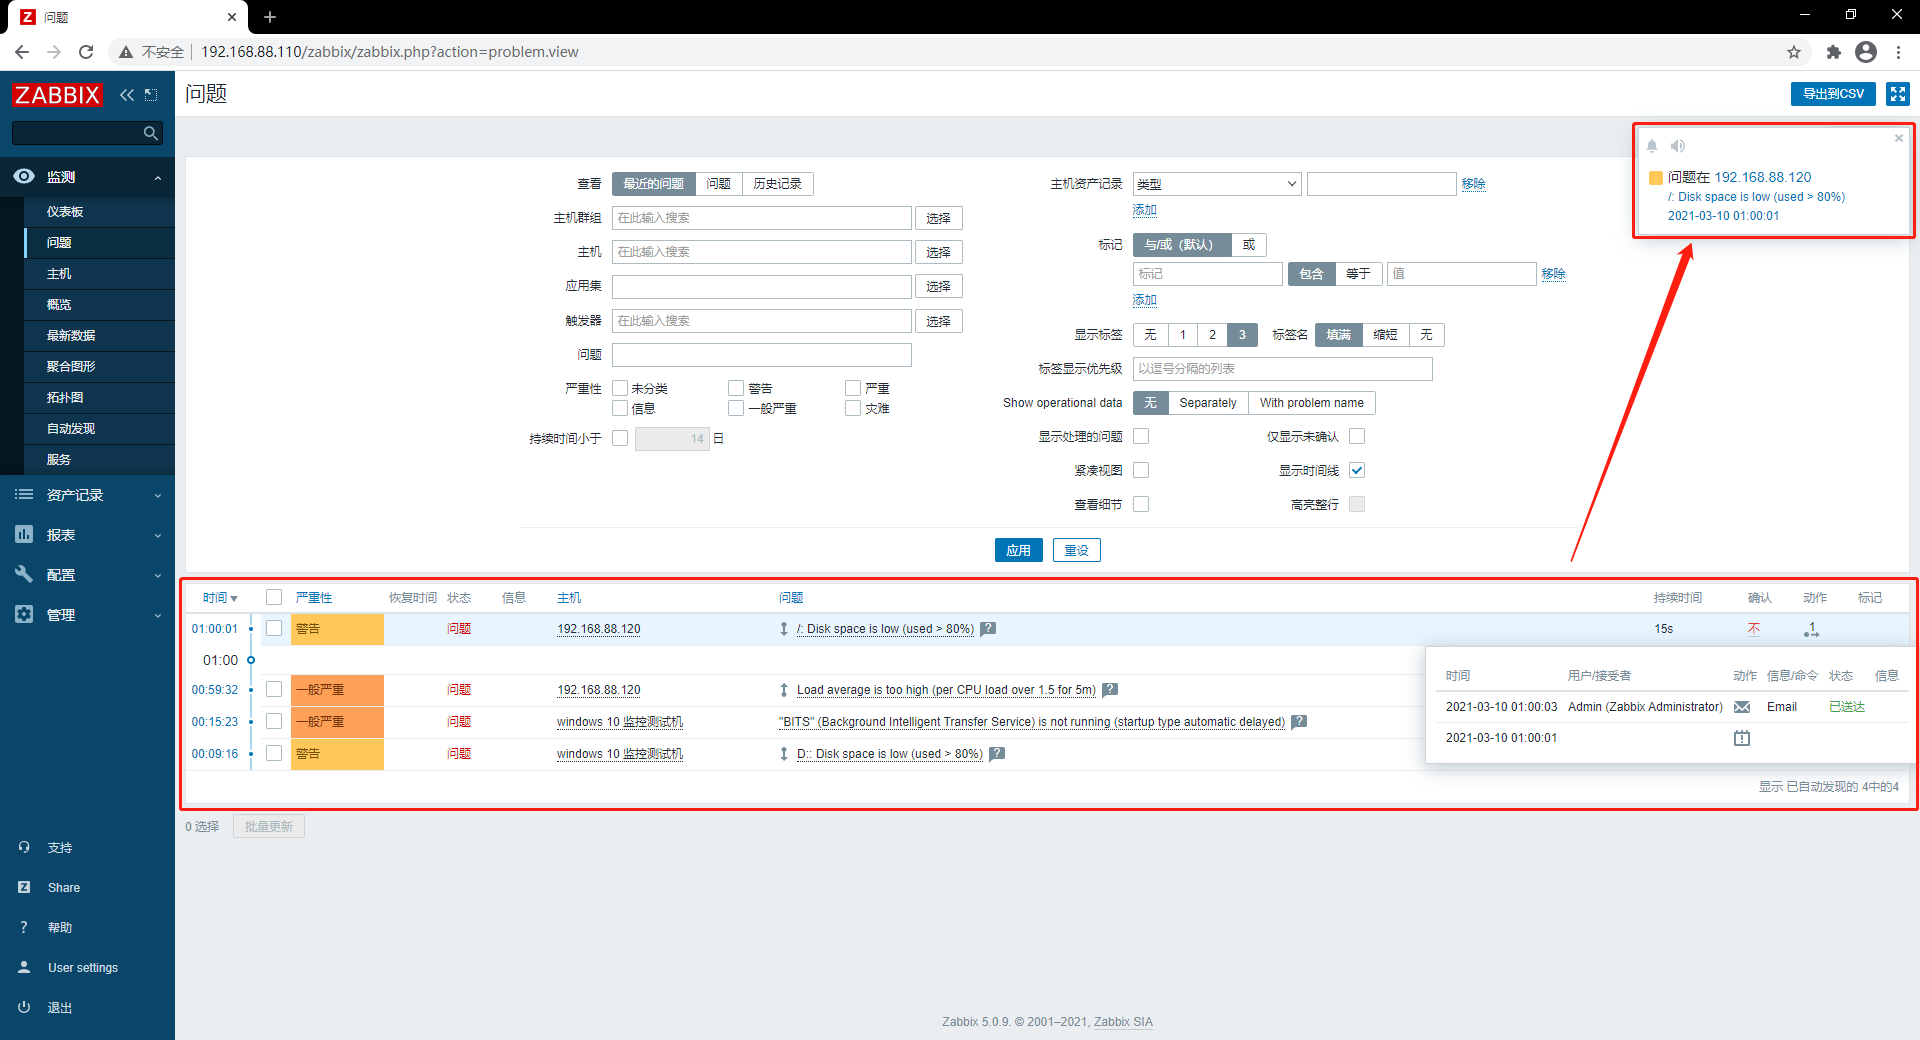 问题
不安全 192.168.88.110/zabbix/zabbix.php?action=problem.view
ZABBIX
监测
仪表板
问题
主机
概览
最新数据
聚合图形
拓扑图
自动发现
服务
资产记录
报表
配置
管理
支持
Share
帮助
User settings
退出
问题
导出到CSV
问题在 192.168.88.120
/: Disk space is low (used > 80%)
2021-03-10 01:00:01
查看 最近的问题 问题 历史记录
主机群组 在此输入搜索 选择
主机 在此输入搜索 选择
应用集 选择
触发器 在此输入搜索 选择
问题
严重性 未分类 警告 严重
信息 一般严重 灾难
持续时间小于 14 日
主机资产记录 类型 移除
添加
标记 与/或（默认） 或
标记 包含 等于 值 移除
添加
显示标签 无 1 2 3 标签名 填满 缩短 无
标签显示优先级 以逗号分隔的列表
Show operational data 无 Separately With problem name
显示处理的问题 仅显示未确认
紧凑视图 显示时间线
查看细节 高亮整行
应用 重设
时间 严重性 恢复时间 状态 信息 主机 问题 持续时间 确认 动作 标记
01:00:01 警告 问题 192.168.88.120 /: Disk space is low (used > 80%) ? 15s 不 1
01:00
00:59:32 一般严重 问题 192.168.88.120 Load average is too high (per CPU load over 1.5 for 5m) ?
00:15:23 一般严重 问题 windows 10 监控测试机 "BITS" (Background Intelligent Transfer Service) is not running (startup type automatic delayed) ?
00:09:16 警告 问题 windows 10 监控测试机 D:: Disk space is low (used > 80%) ?
时间 用户/接受者 动作 信息/命令 状态 信息
2021-03-10 01:00:03 Admin (Zabbix Administrator) Email 已送达
2021-03-10 01:00:01
显示 已自动发现的 4中的4
0 选择 批量更新
Zabbix 5.0.9. © 2001–2021, Zabbix SIA